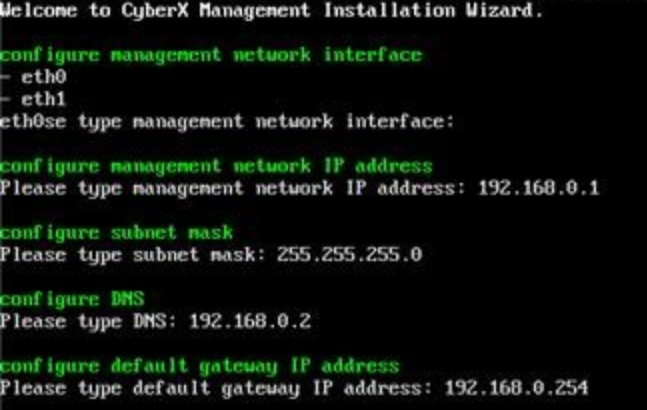 Welcome to CyberX Management Installation Wizard.
configure management network interface
- eth0
- eth1
eth0se type management network interface:
configure management network IP address
Please type management network IP address: 192.168.0.1
configure subnet mask
Please type subnet mask: 255.255.255.0
configure DNS
Please type DNS: 192.168.0.2
configure default gateway IP address
Please type default gateway IP address: 192.168.0.254